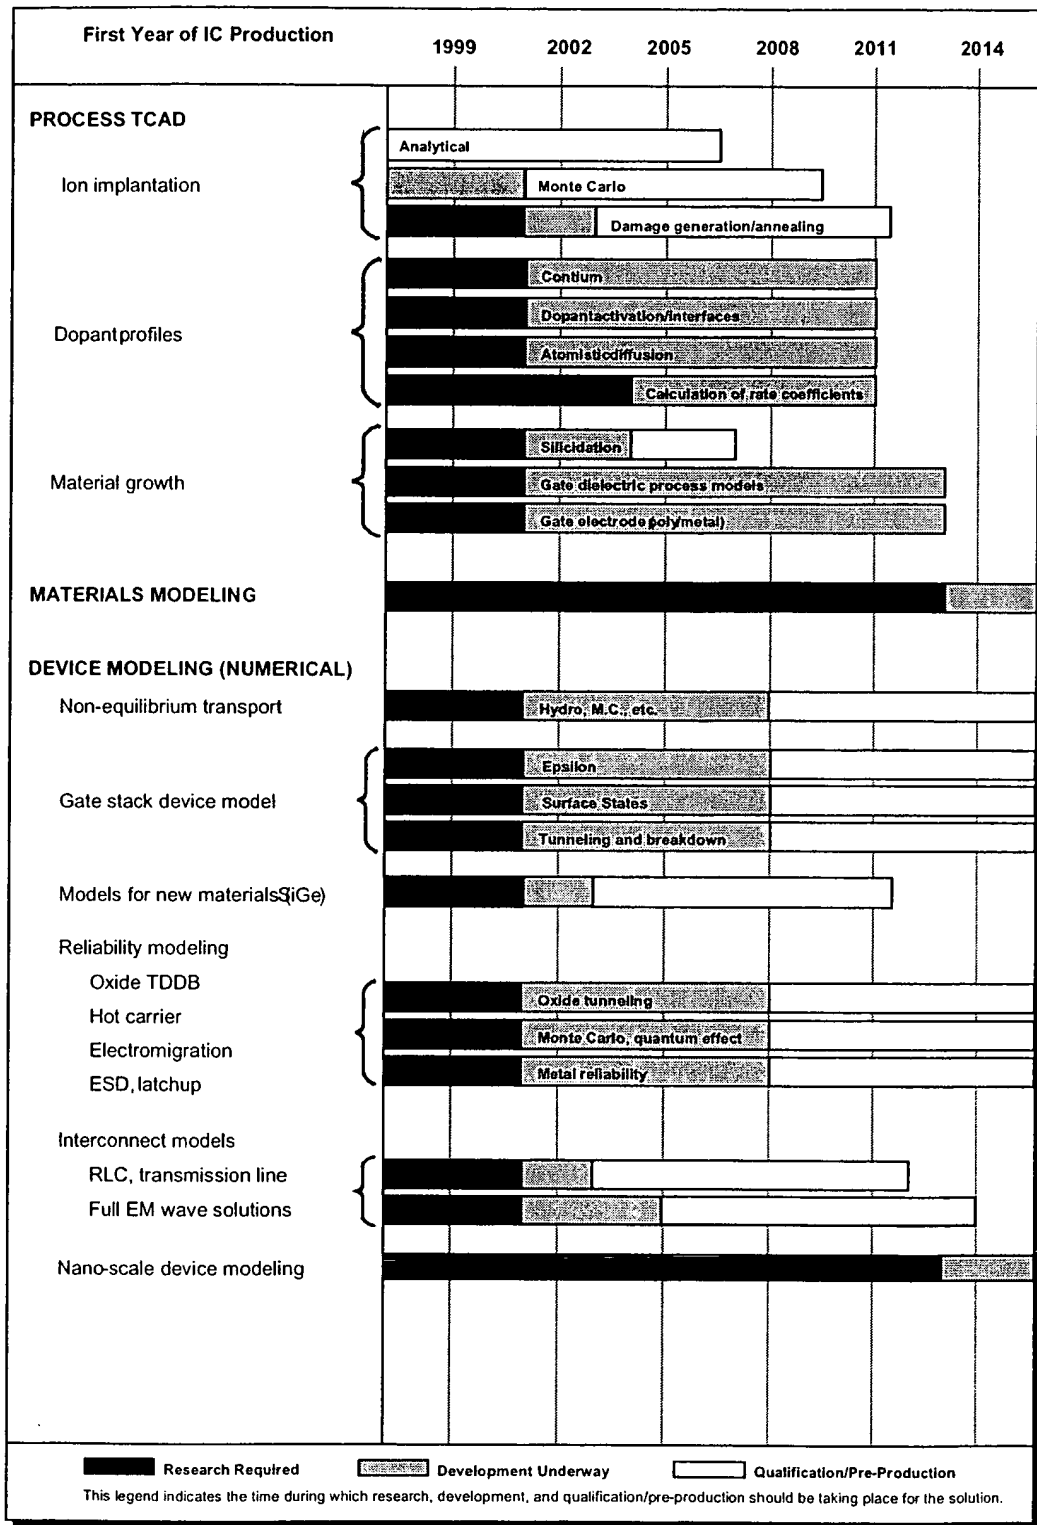 First Year of IC Production
1999 2002 2005 2008 2011 2014
PROCESS TCAD
Analytical
Ion implantation
Monte Carlo
Damage generation/annealing
Contium
Dopantactivation/interfaces
Dopantprofiles
Atomisticdiffusion
Calculation of rate coefficients
Silicidation
Material growth
Gate dielectric process models
Gate electrode poly/metal)
MATERIALS MODELING
DEVICE MODELING (NUMERICAL)
Non-equilibrium transport
Hydro, M.C., etc.
Epsilon
Gate stack device model
Surface States
Tunneling and breakdown
Models for new materials(SiGe)
Reliability modeling
Oxide TDDB
Oxide tunneling
Hot carrier
Monte Carlo, quantum effect
Electromigration
Metal reliability
ESD, latchup
Interconnect models
RLC, transmission line
Full EM wave solutions
Nano-scale device modeling
Research Required Development Underway Qualification/Pre-Production
This legend indicates the time during which research, development, and qualification/pre-production should be taking place for the solution.